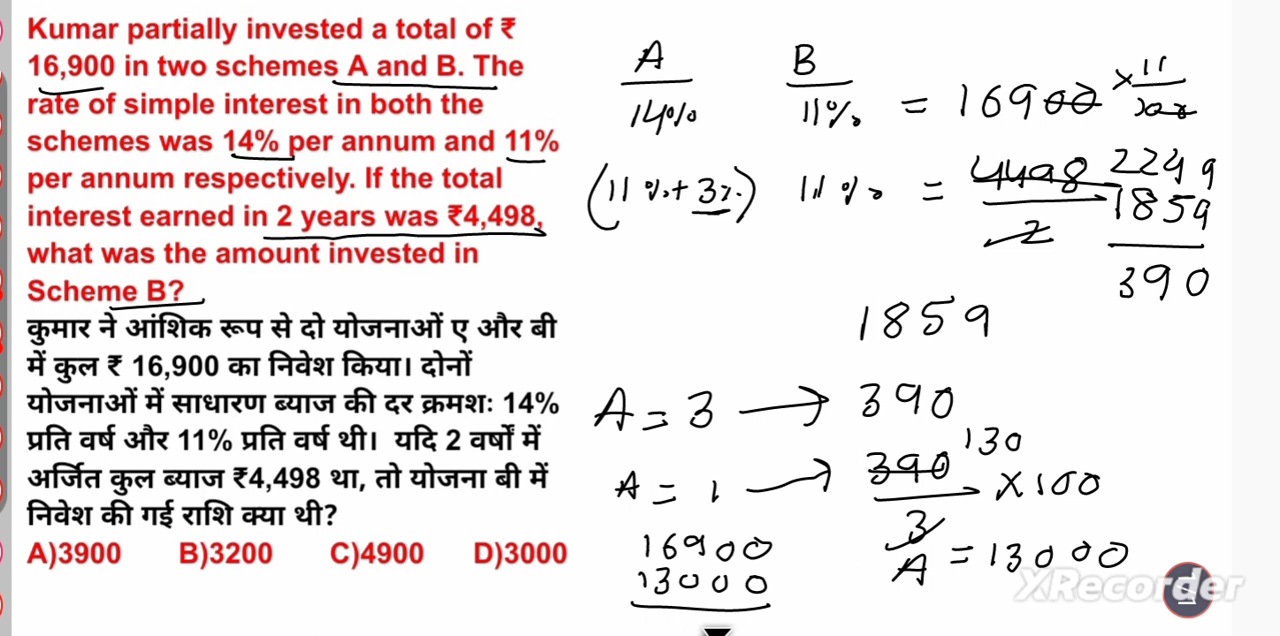 Kumar partially invested a total of ₹
16,900 in two schemes A and B. The
rate of simple interest in both the
schemes was 14% per annum and 11%
per annum respectively. If the total
interest earned in 2 years was ₹4,498,
what was the amount invested in
Scheme B?
कुमार ने आंशिक रूप से दो योजनाओं ए और बी
में कुल ₹ 16,900 का निवेश किया। दोनों
योजनाओं में साधारण ब्याज की दर क्रमशः 14%
प्रति वर्ष और 11% प्रति वर्ष थी। यदि 2 वर्षों में
अर्जित कुल ब्याज ₹4,498 था, तो योजना बी में
निवेश की गई राशि क्या थी?
A)3900 B)3200 C)4900 D)3000
A B
14% 11% = 16900 × 11/100
(11%+3%) 11% = 4498/2 2249
1859
390
1859
A = 3 → 390
A = 1 → 390/3 130 × 100
A = 13000
16900
13000
XRecorder